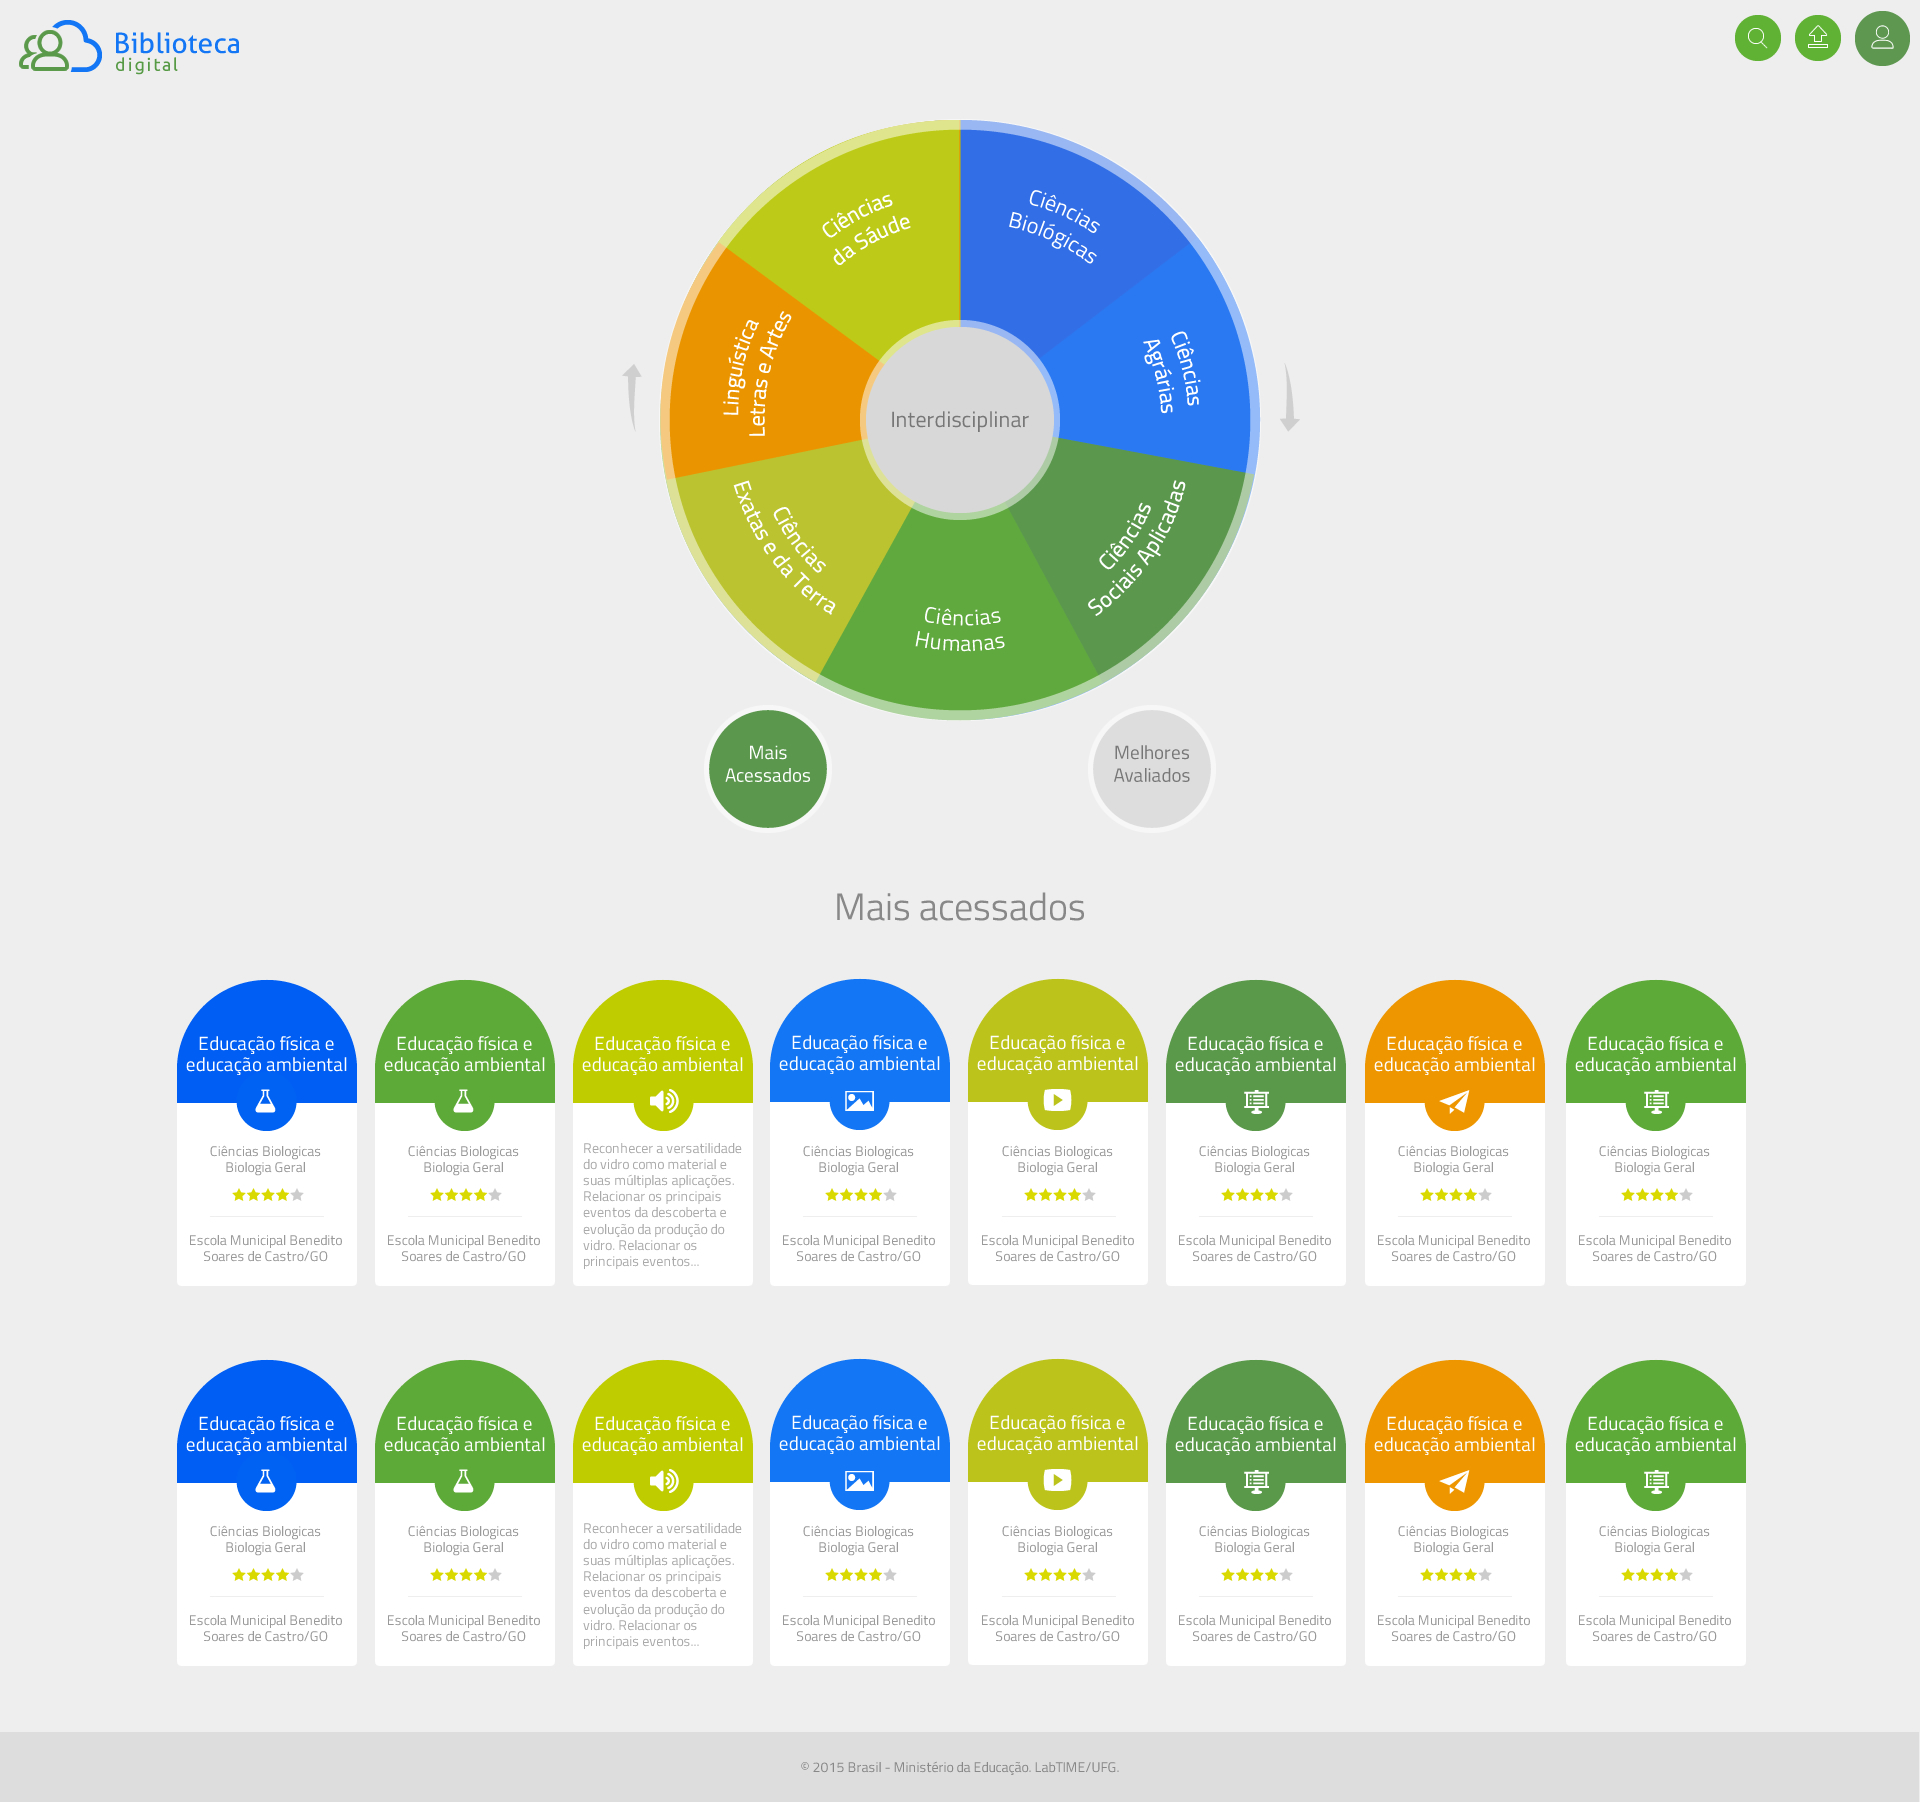 Biblioteca
digital
Ciências
da Sáude
Ciências
Biológicas
Linguística
Letras e Artes
Ciências
Agrárias
Interdisciplinar
Ciências
Exatas e da Terra
Ciências
Sociais Aplicadas
Ciências
Humanas
Mais
Acessados
Melhores
Avaliados
Mais acessados
Educação física e
educação ambiental
Ciências Biologicas
Biologia Geral
Escola Municipal Benedito
Soares de Castro/GO
Educação física e
educação ambiental
Ciências Biologicas
Biologia Geral
Escola Municipal Benedito
Soares de Castro/GO
Educação física e
educação ambiental
Reconhecer a versatilidade
do vidro como material e
suas múltiplas aplicações.
Relacionar os principais
eventos da descoberta e
evolução da produção do
vidro. Relacionar os
principais eventos...
Educação física e
educação ambiental
Ciências Biologicas
Biologia Geral
Escola Municipal Benedito
Soares de Castro/GO
Educação física e
educação ambiental
Ciências Biologicas
Biologia Geral
Escola Municipal Benedito
Soares de Castro/GO
Educação física e
educação ambiental
Ciências Biologicas
Biologia Geral
Escola Municipal Benedito
Soares de Castro/GO
Educação física e
educação ambiental
Ciências Biologicas
Biologia Geral
Escola Municipal Benedito
Soares de Castro/GO
Educação física e
educação ambiental
Ciências Biologicas
Biologia Geral
Escola Municipal Benedito
Soares de Castro/GO
Educação física e
educação ambiental
Ciências Biologicas
Biologia Geral
Escola Municipal Benedito
Soares de Castro/GO
Educação física e
educação ambiental
Ciências Biologicas
Biologia Geral
Escola Municipal Benedito
Soares de Castro/GO
Educação física e
educação ambiental
Reconhecer a versatilidade
do vidro como material e
suas múltiplas aplicações.
Relacionar os principais
eventos da descoberta e
evolução da produção do
vidro. Relacionar os
principais eventos...
Educação física e
educação ambiental
Ciências Biologicas
Biologia Geral
Escola Municipal Benedito
Soares de Castro/GO
Educação física e
educação ambiental
Ciências Biologicas
Biologia Geral
Escola Municipal Benedito
Soares de Castro/GO
Educação física e
educação ambiental
Ciências Biologicas
Biologia Geral
Escola Municipal Benedito
Soares de Castro/GO
Educação física e
educação ambiental
Ciências Biologicas
Biologia Geral
Escola Municipal Benedito
Soares de Castro/GO
Educação física e
educação ambiental
Ciências Biologicas
Biologia Geral
Escola Municipal Benedito
Soares de Castro/GO
© 2015 Brasil - Ministério da Educação. LabTIME/UFG.